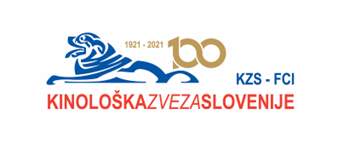 1921 - 2021 100
KZS - FCI
KINOLOŠKAZVEZASLOVENIJE